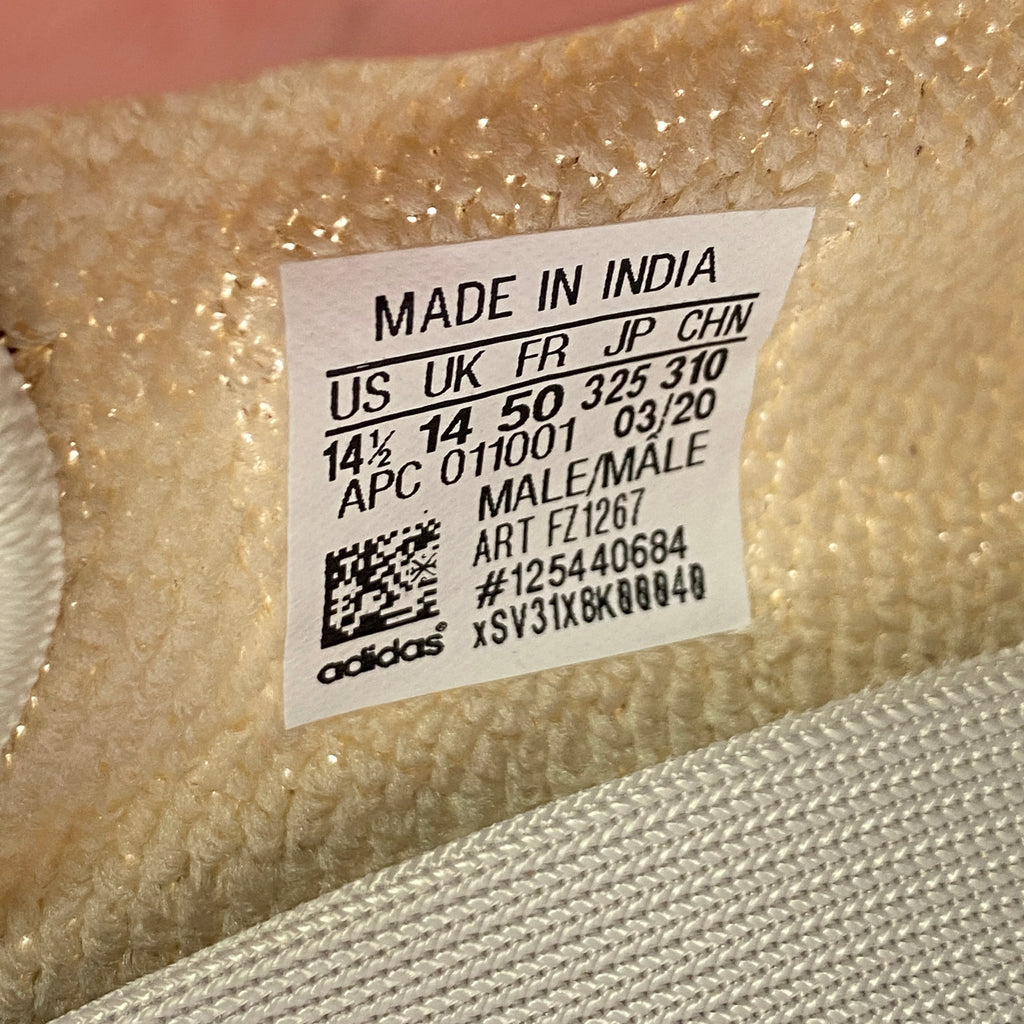 MADE IN INDIA
US UK FR JP CHN
14½ 14 50 325 310
APC 011001 03/20
MALE/MÂLE
ART FZ1267
#125440684
xSV31X8K00040
adidas®